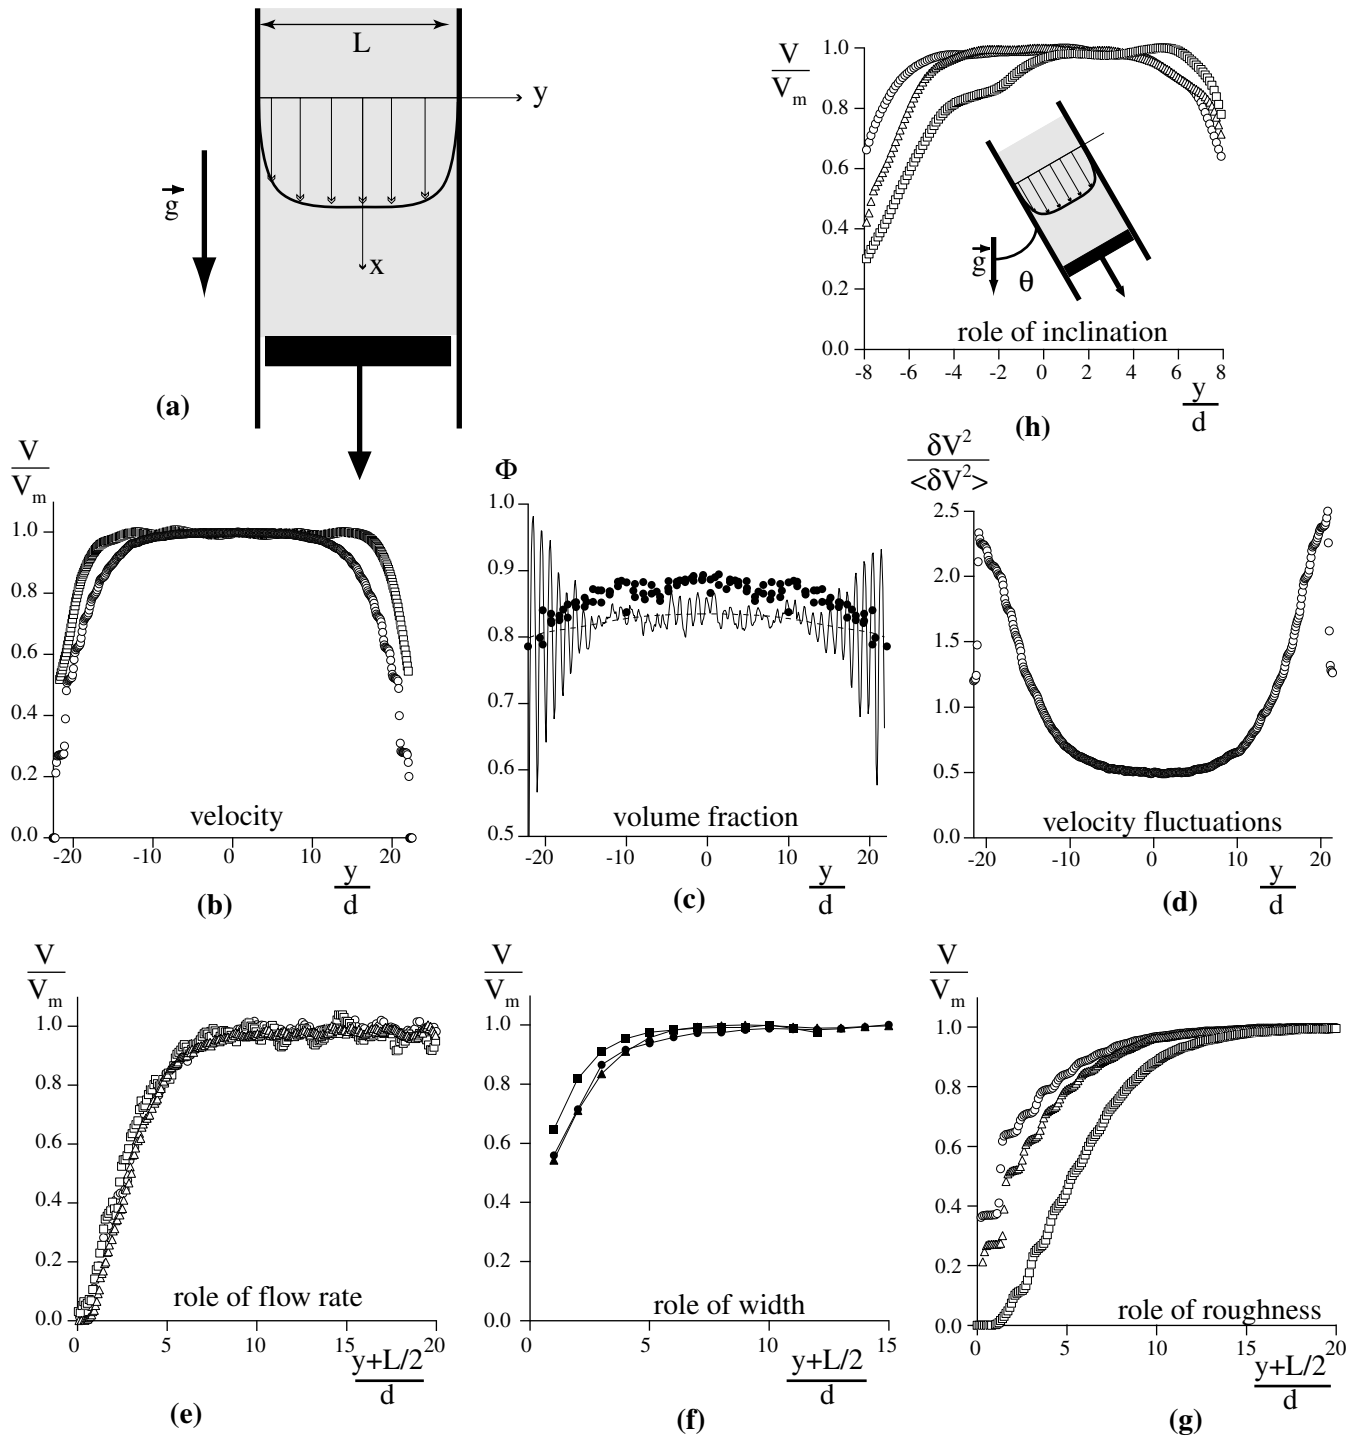 L
y
g
x
(a)
V
V_m
1.0
0.8
0.6
0.4
0.2
0.0
-8
-6
-4
-2
0
2
4
6
8
g
θ
role of inclination
y
d
(h)
V
V_m
1.0
0.8
0.6
0.4
0.2
0.0
velocity
-20
-10
0
10
20
y
d
(b)
Φ
1.0
0.9
0.8
0.7
0.6
0.5
volume fraction
-20
-10
0
10
20
y
d
(c)
δV²
<δV²>
2.5
2.0
1.5
1.0
0.5
0.0
velocity fluctuations
-20
-10
0
10
20
y
d
(d)
V
V_m
1.0
0.8
0.6
0.4
0.2
0.0
role of flow rate
0
5
10
15
20
y+L/2
d
(e)
V
V_m
1.0
0.8
0.6
0.4
0.2
0.0
role of width
0
5
10
15
y+L/2
d
(f)
V
V_m
1.0
0.8
0.6
0.4
0.2
0.0
role of roughness
0
5
10
15
20
y+L/2
d
(g)